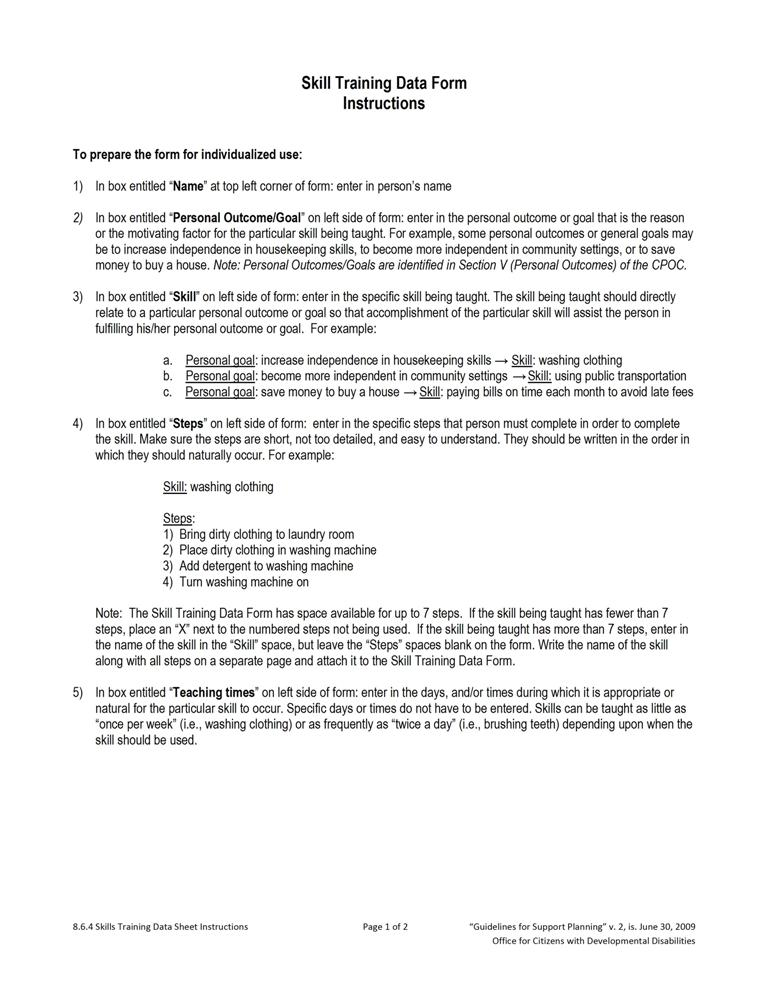 Skill Training Data Form
Instructions
To prepare the form for individualized use:
1) In box entitled “Name” at top left corner of form: enter in person’s name
2) In box entitled “Personal Outcome/Goal” on left side of form: enter in the personal outcome or goal that is the reason
or the motivating factor for the particular skill being taught. For example, some personal outcomes or general goals may
be to increase independence in housekeeping skills, to become more independent in community settings, or to save
money to buy a house. Note: Personal Outcomes/Goals are identified in Section V (Personal Outcomes) of the CPOC.
3) In box entitled “Skill” on left side of form: enter in the specific skill being taught. The skill being taught should directly
relate to a particular personal outcome or goal so that accomplishment of the particular skill will assist the person in
fulfilling his/her personal outcome or goal. For example:
a. Personal goal: increase independence in housekeeping skills → Skill: washing clothing
b. Personal goal: become more independent in community settings → Skill: using public transportation
c. Personal goal: save money to buy a house → Skill: paying bills on time each month to avoid late fees
4) In box entitled “Steps” on left side of form: enter in the specific steps that person must complete in order to complete
the skill. Make sure the steps are short, not too detailed, and easy to understand. They should be written in the order in
which they should naturally occur. For example:
Skill: washing clothing
Steps:
1) Bring dirty clothing to laundry room
2) Place dirty clothing in washing machine
3) Add detergent to washing machine
4) Turn washing machine on
Note: The Skill Training Data Form has space available for up to 7 steps. If the skill being taught has fewer than 7
steps, place an “X” next to the numbered steps not being used. If the skill being taught has more than 7 steps, enter in
the name of the skill in the “Skill” space, but leave the “Steps” spaces blank on the form. Write the name of the skill
along with all steps on a separate page and attach it to the Skill Training Data Form.
5) In box entitled “Teaching times” on left side of form: enter in the days, and/or times during which it is appropriate or
natural for the particular skill to occur. Specific days or times do not have to be entered. Skills can be taught as little as
“once per week” (i.e., washing clothing) or as frequently as “twice a day” (i.e., brushing teeth) depending upon when the
skill should be used.
8.6.4 Skills Training Data Sheet Instructions Page 1 of 2 “Guidelines for Support Planning” v. 2, is. June 30, 2009
Office for Citizens with Developmental Disabilities